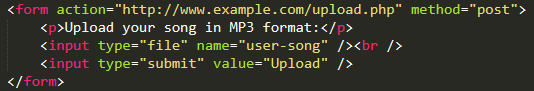 <form action="http://www.example.com/upload.php" method="post">
    <p>Upload your song in MP3 format:</p>
    <input type="file" name="user-song" /><br />
    <input type="submit" value="Upload" />
</form>